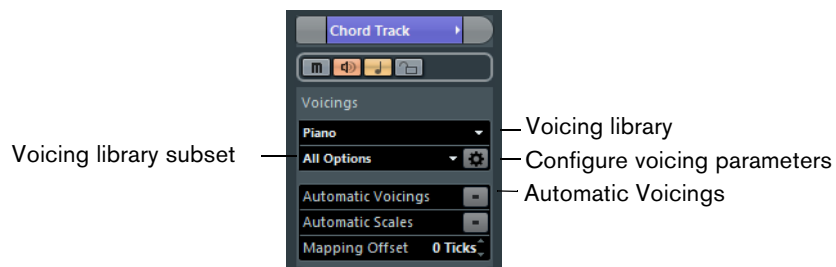 Chord Track
m
Voicings
Piano
Voicing library
Voicing library subset
All Options
Configure voicing parameters
Automatic Voicings
Automatic Voicings
Automatic Scales
Mapping Offset 0 Ticks